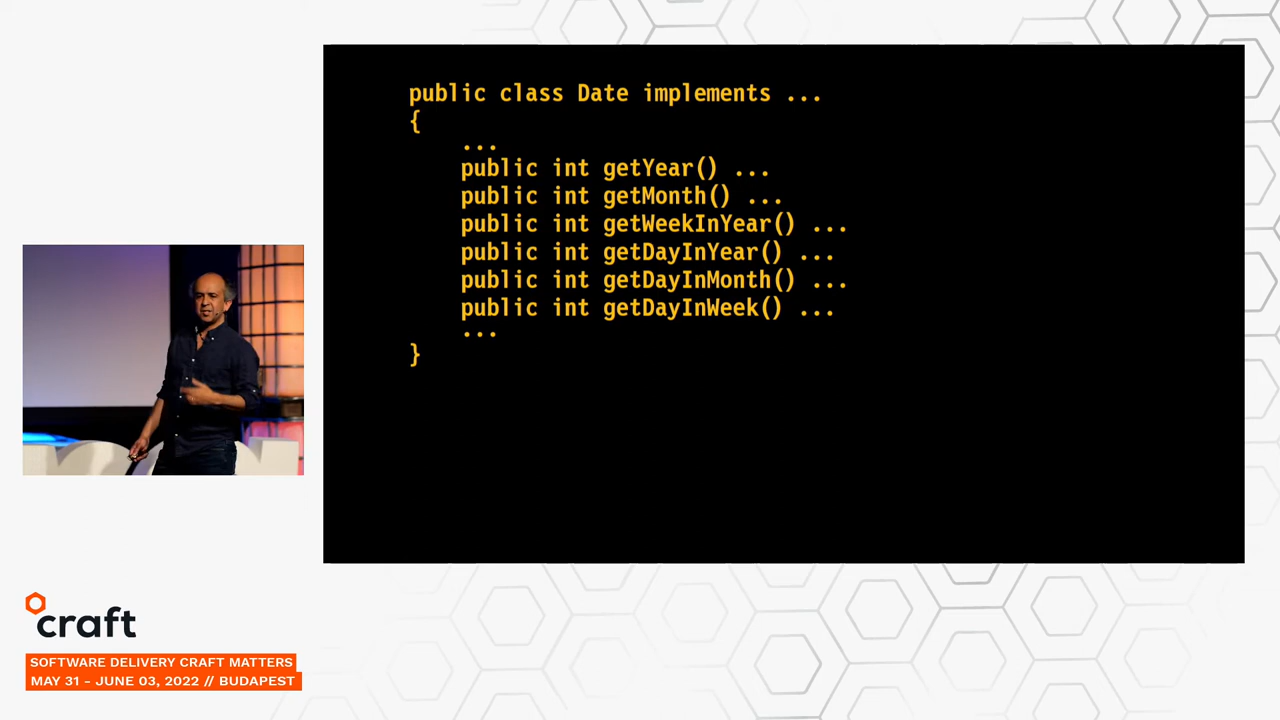 public class Date implements ...
{
...
public int getYear() ...
public int getMonth() ...
public int getWeekInYear() ...
public int getDayInYear() ...
public int getDayInMonth() ...
public int getDayInWeek() ...
...
}
craft
SOFTWARE DELIVERY CRAFT MATTERS
MAY 31 - JUNE 03, 2022 // BUDAPEST